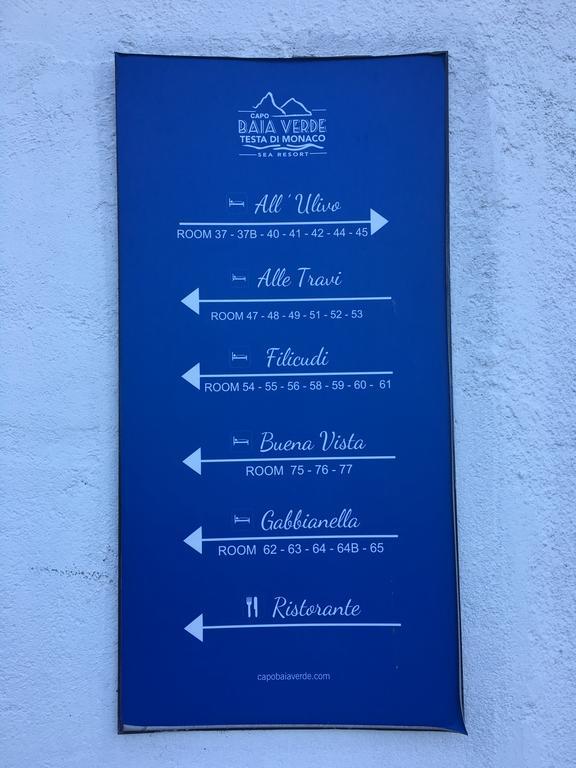 CAPO
BAIA VERDE
TESTA DI MONACO
SEA RESORT
All ' Ulivo
ROOM 37 - 37B - 40 - 41 - 42 - 44 - 45
Alle Travi
ROOM 47 - 48 - 49 - 51 - 52 - 53
Filicudi
ROOM 54 - 55 - 56 - 58 - 59 - 60 - 61
Buena Vista
ROOM 75 - 76 - 77
Gabbianella
ROOM 62 - 63 - 64 - 64B - 65
Ristorante
capobaiaverde.com